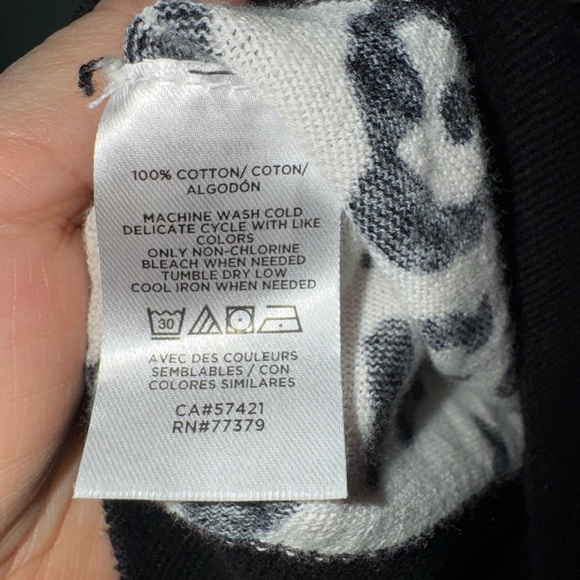 100% COTTON/ COTON/
ALGODÓN
MACHINE WASH COLD
DELICATE CYCLE WITH LIKE
COLORS
ONLY NON-CHLORINE
BLEACH WHEN NEEDED
TUMBLE DRY LOW
COOL IRON WHEN NEEDED
30
AVEC DES COULEURS
SEMBLABLES / CON
COLORES SIMILARES
CA#57421
RN#77379